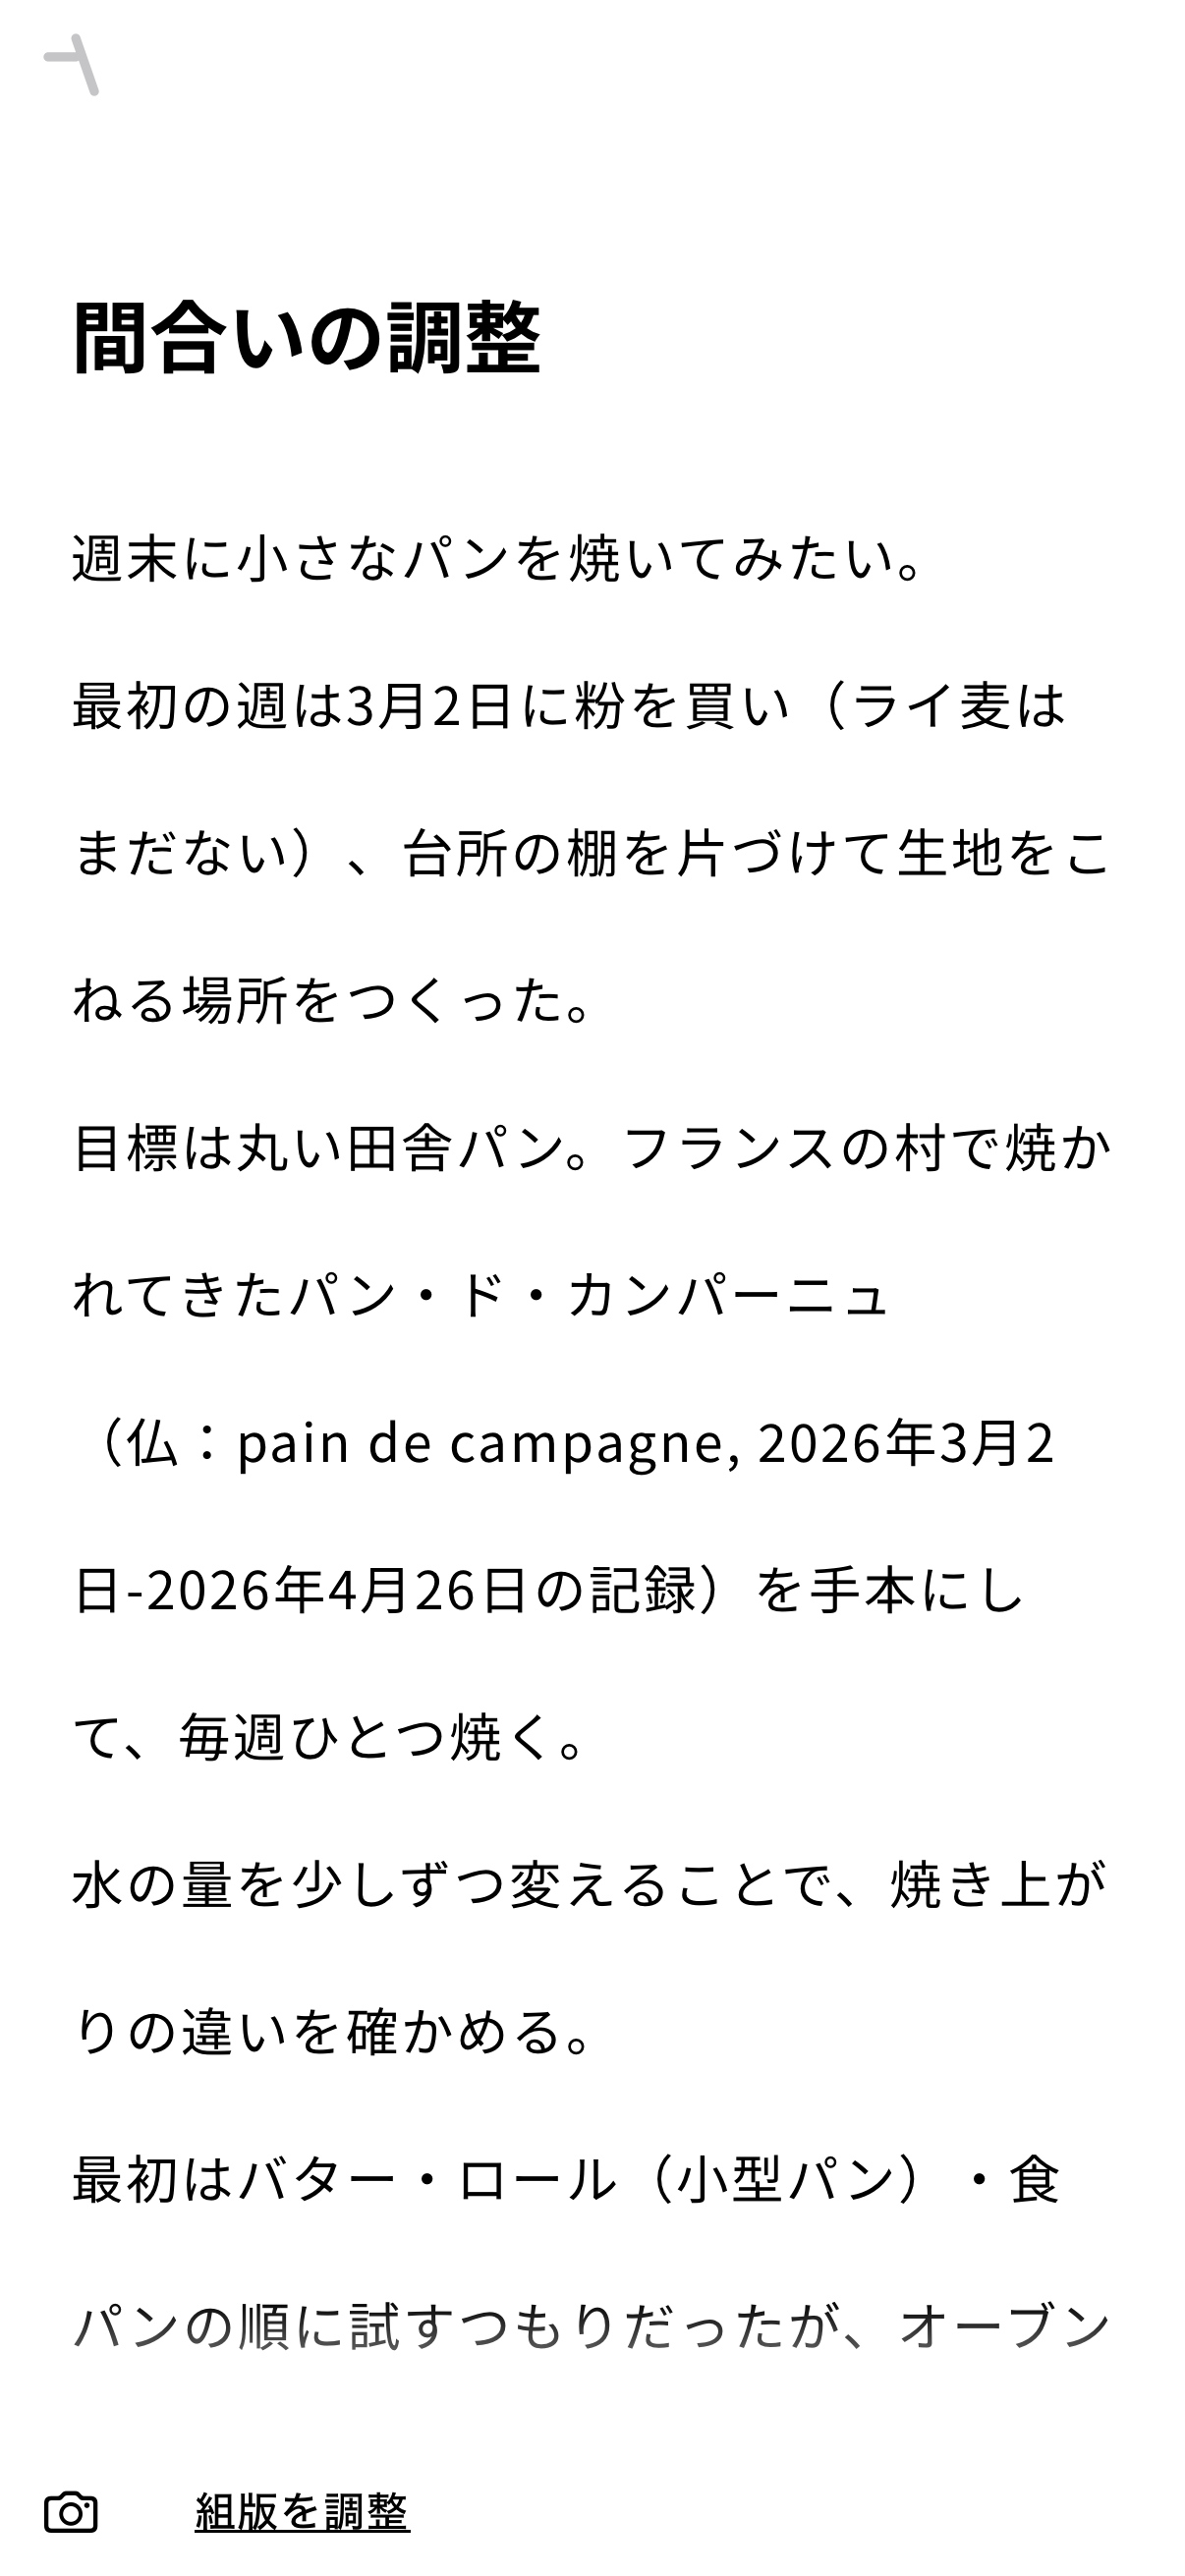 間合いの調整
週末に小さなパンを焼いてみたい。
最初の週は3月2日に粉を買い（ライ麦は
まだない）、台所の棚を片づけて生地をこ
ねる場所をつくった。
目標は丸い田舎パン。フランスの村で焼か
れてきたパン・ド・カンパーニュ
（仏：pain de campagne, 2026年3月2
日-2026年4月26日の記録）を手本にし
て、毎週ひとつ焼く。
水の量を少しずつ変えることで、焼き上が
りの違いを確かめる。
最初はバター・ロール（小型パン）・食
パンの順に試すつもりだったが、オーブン
組版を調整